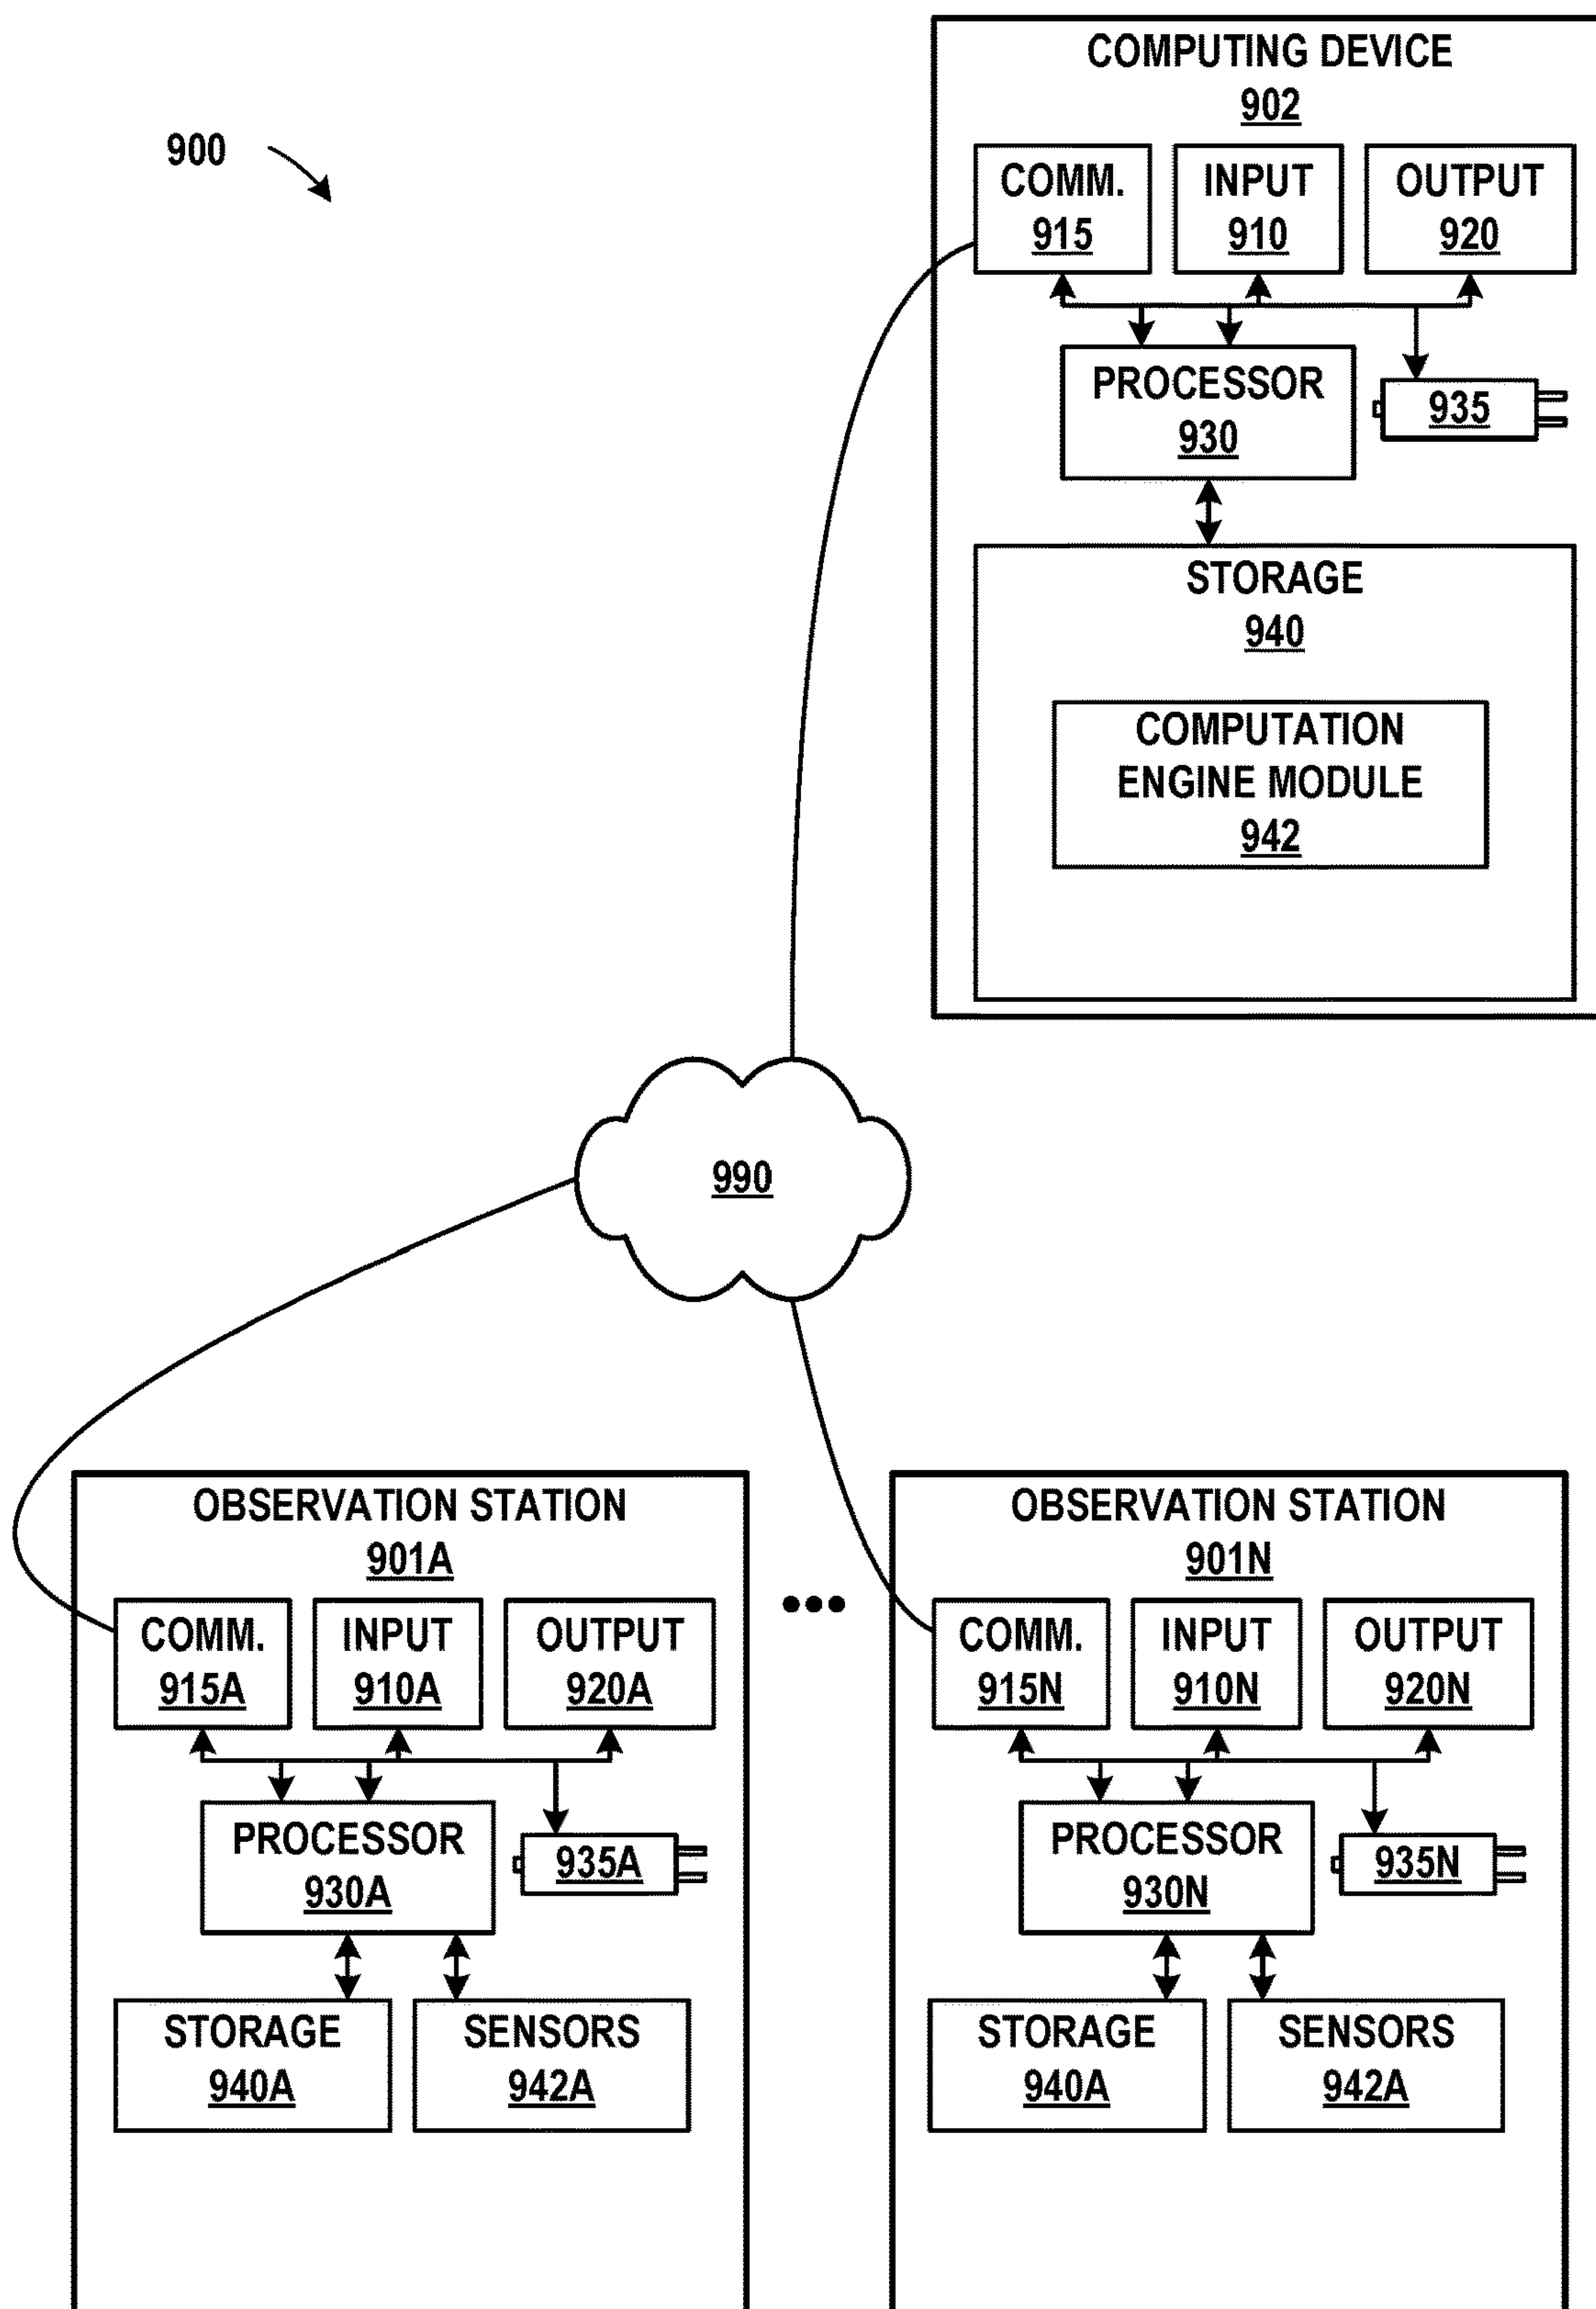 900
COMPUTING DEVICE
902
COMM.
915
INPUT
910
OUTPUT
920
PROCESSOR
930
935
STORAGE
940
COMPUTATION
ENGINE MODULE
942
990
OBSERVATION STATION
901A
COMM.
915A
INPUT
910A
OUTPUT
920A
PROCESSOR
930A
935A
STORAGE
940A
SENSORS
942A
OBSERVATION STATION
901N
COMM.
915N
INPUT
910N
OUTPUT
920N
PROCESSOR
930N
935N
STORAGE
940A
SENSORS
942A